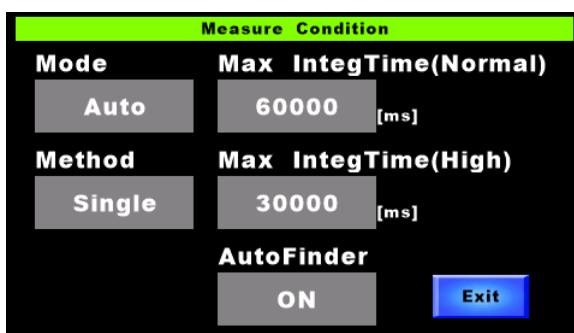 Measure Condition
Mode
Max IntegTime(Normal)
Auto
60000 [ms]
Method
Max IntegTime(High)
Single
30000 [ms]
AutoFinder
ON
Exit